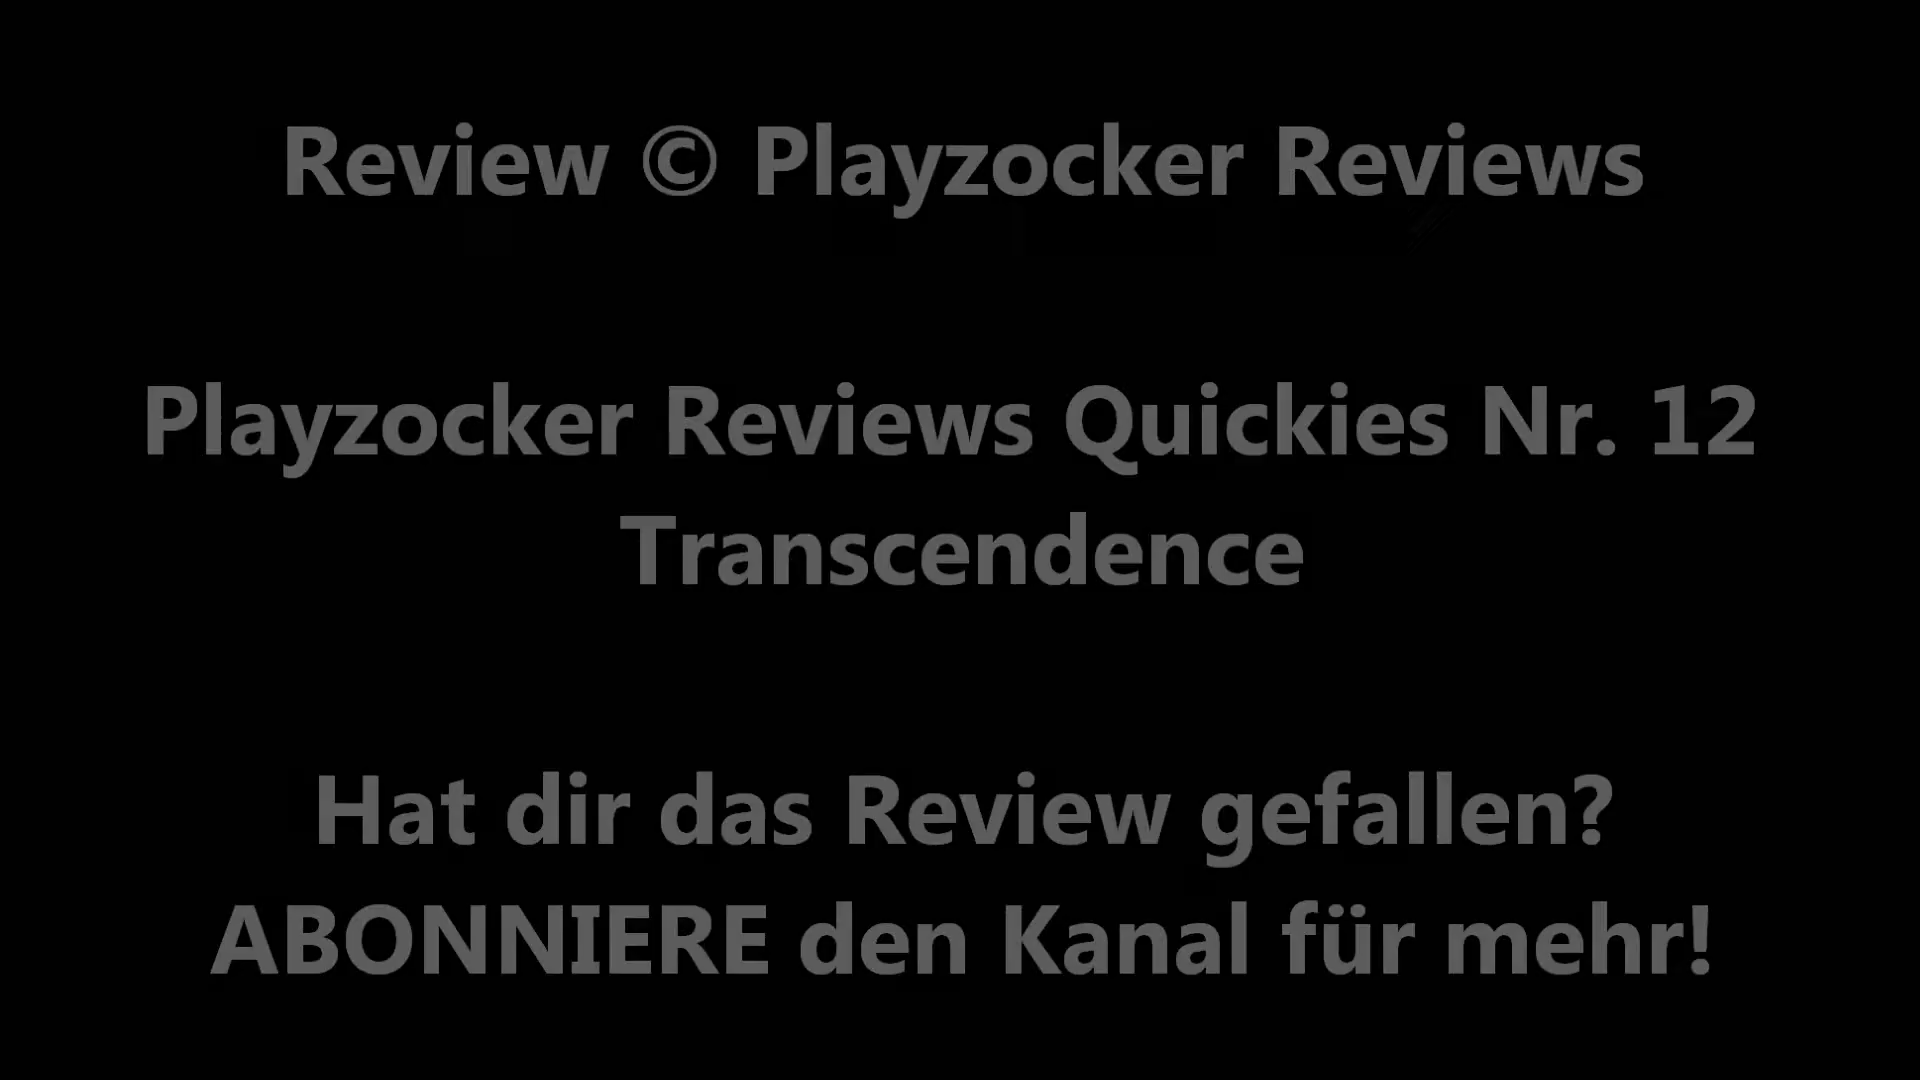 Review © Playzocker Reviews
Playzocker Reviews Quickies Nr. 12
Transcendence
Hat dir das Review gefallen?
ABONNIERE den Kanal für mehr!